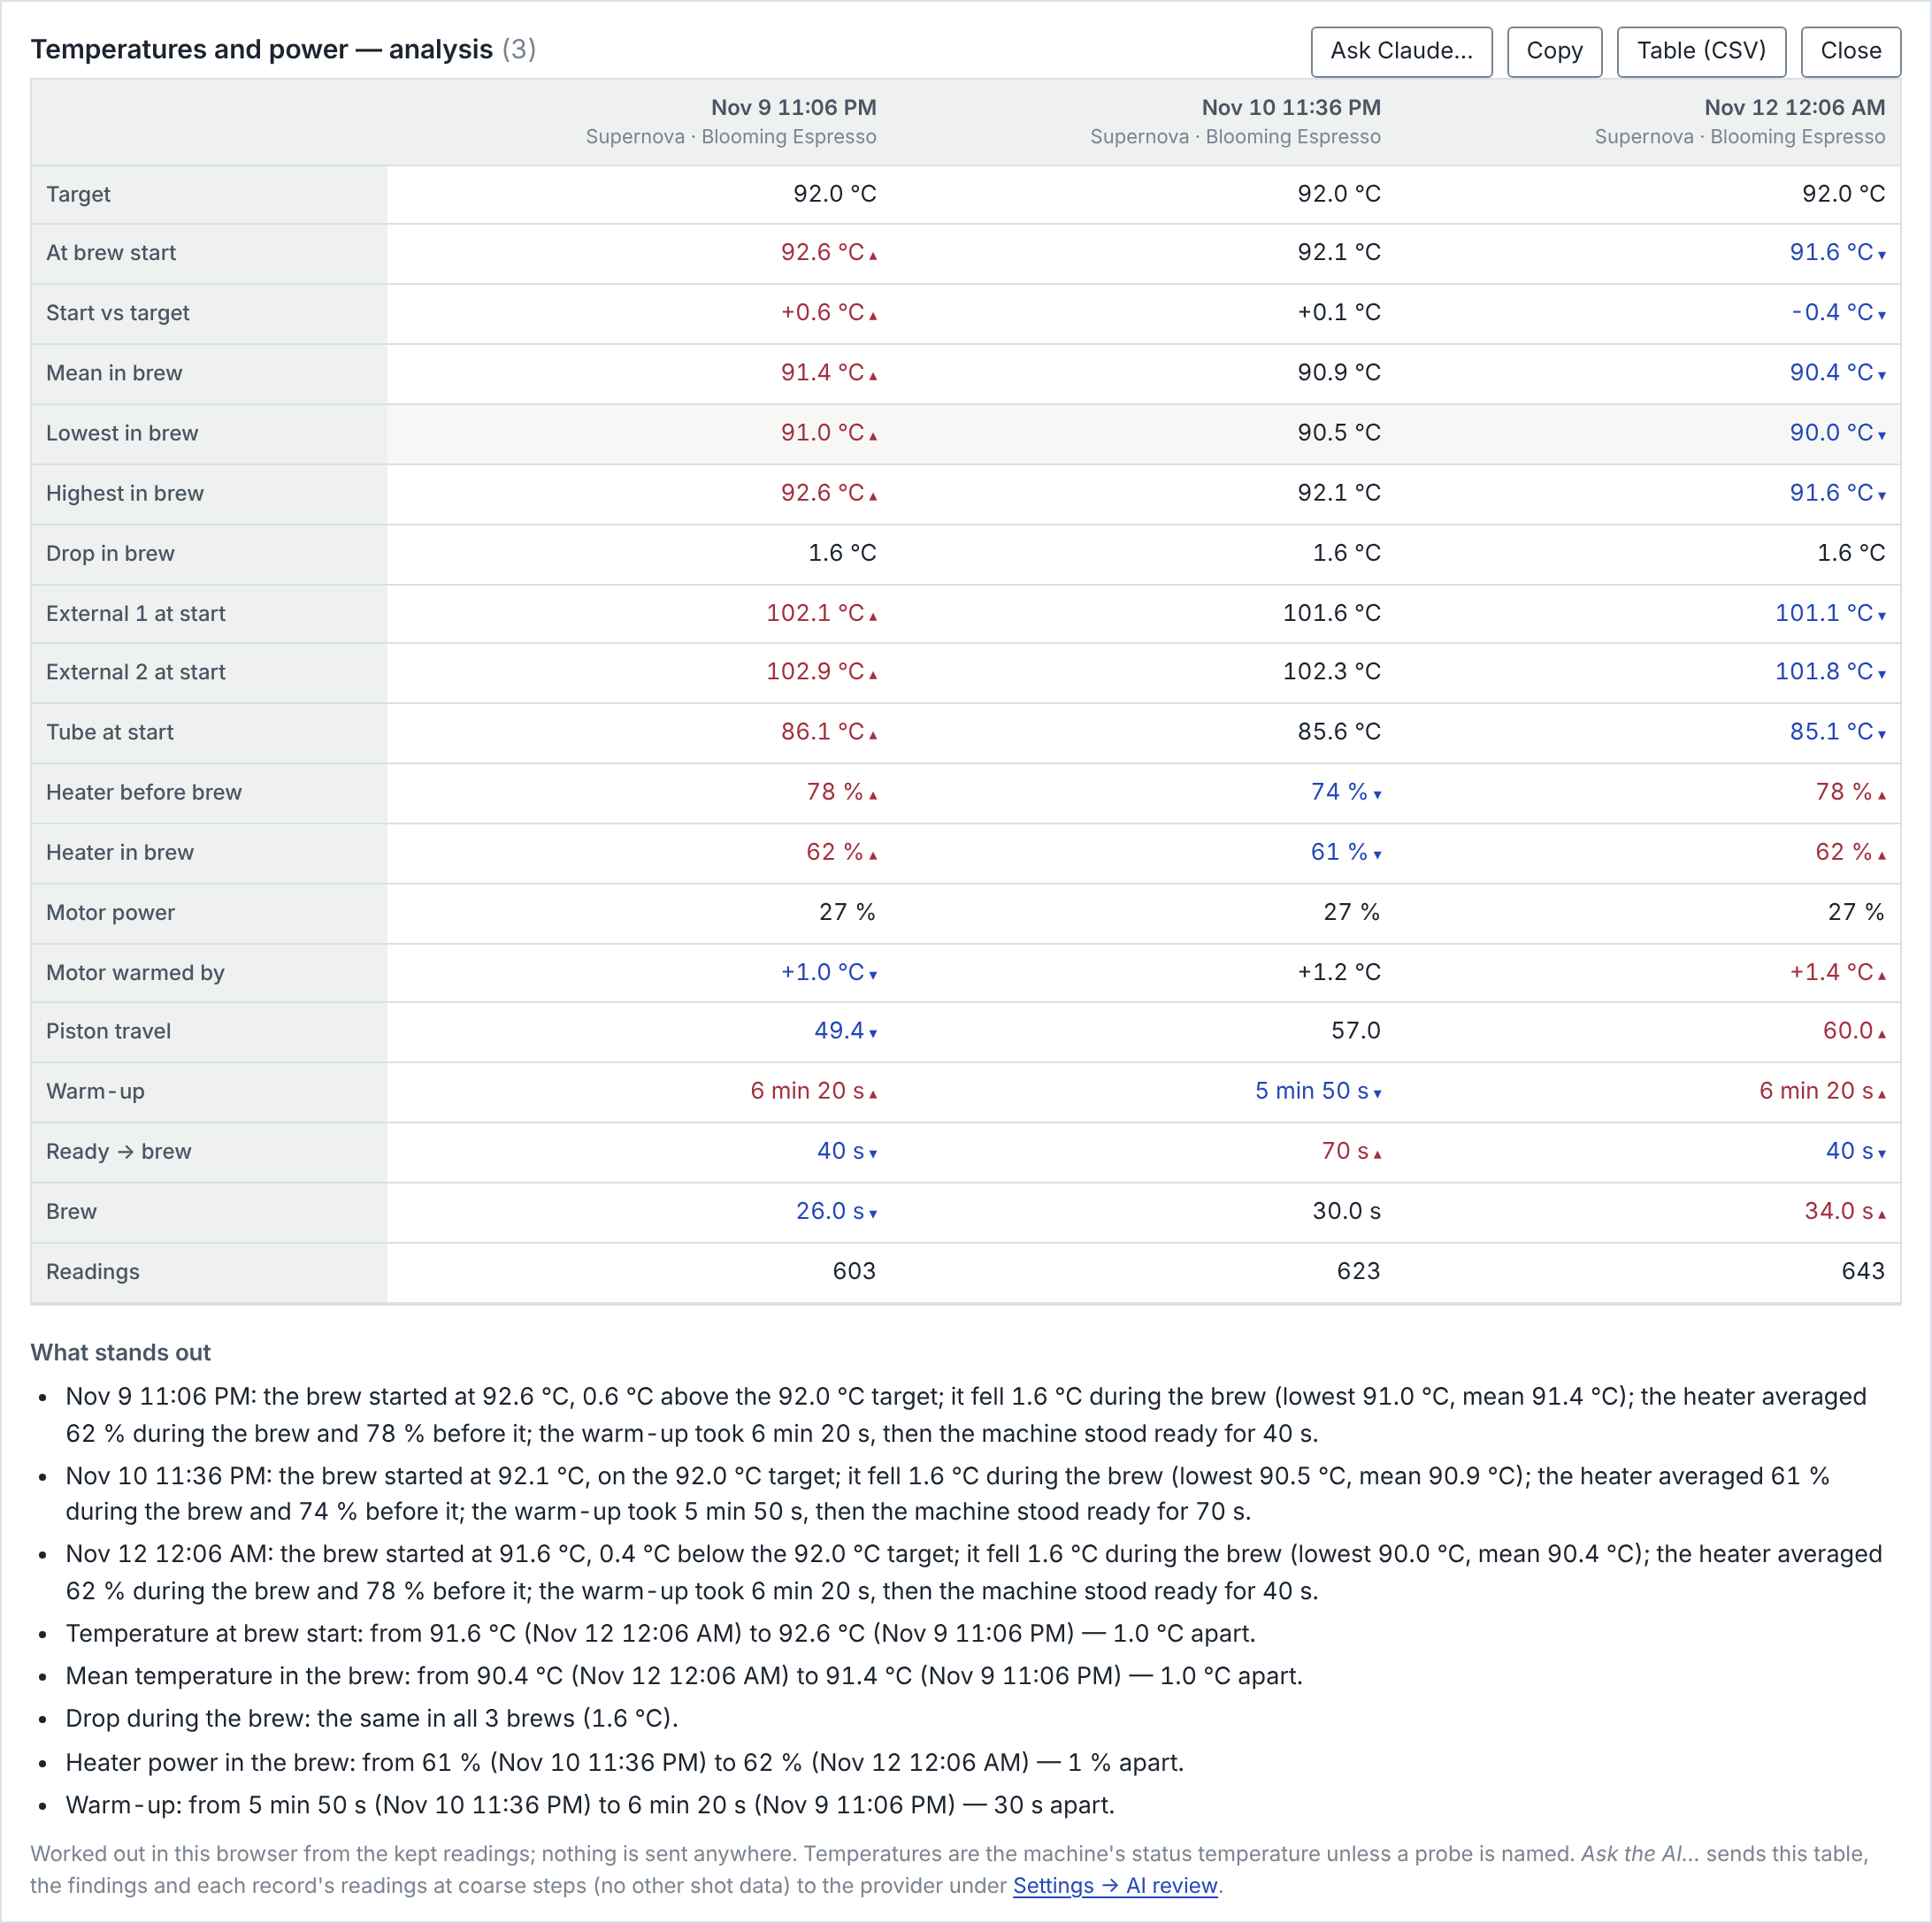 Temperatures and power — analysis (3)
Ask Claude... Copy Table (CSV) Close
Nov 9 11:06 PM Nov 10 11:36 PM Nov 12 12:06 AM
Supernova · Blooming Espresso Supernova · Blooming Espresso Supernova · Blooming Espresso
Target 92.0 °C 92.0 °C 92.0 °C
At brew start 92.6 °C ▲ 92.1 °C 91.6 °C ▼
Start vs target +0.6 °C ▲ +0.1 °C -0.4 °C ▼
Mean in brew 91.4 °C ▲ 90.9 °C 90.4 °C ▼
Lowest in brew 91.0 °C ▲ 90.5 °C 90.0 °C ▼
Highest in brew 92.6 °C ▲ 92.1 °C 91.6 °C ▼
Drop in brew 1.6 °C 1.6 °C 1.6 °C
External 1 at start 102.1 °C ▲ 101.6 °C 101.1 °C ▼
External 2 at start 102.9 °C ▲ 102.3 °C 101.8 °C ▼
Tube at start 86.1 °C ▲ 85.6 °C 85.1 °C ▼
Heater before brew 78 % ▲ 74 % ▼ 78 % ▲
Heater in brew 62 % ▲ 61 % ▼ 62 % ▲
Motor power 27 % 27 % 27 %
Motor warmed by +1.0 °C ▼ +1.2 °C +1.4 °C ▲
Piston travel 49.4 ▼ 57.0 60.0 ▲
Warm-up 6 min 20 s ▲ 5 min 50 s ▼ 6 min 20 s ▲
Ready → brew 40 s ▼ 70 s ▲ 40 s ▼
Brew 26.0 s ▼ 30.0 s 34.0 s ▲
Readings 603 623 643
What stands out
• Nov 9 11:06 PM: the brew started at 92.6 °C, 0.6 °C above the 92.0 °C target; it fell 1.6 °C during the brew (lowest 91.0 °C, mean 91.4 °C); the heater averaged
62 % during the brew and 78 % before it; the warm-up took 6 min 20 s, then the machine stood ready for 40 s.
• Nov 10 11:36 PM: the brew started at 92.1 °C, on the 92.0 °C target; it fell 1.6 °C during the brew (lowest 90.5 °C, mean 90.9 °C); the heater averaged 61 %
during the brew and 74 % before it; the warm-up took 5 min 50 s, then the machine stood ready for 70 s.
• Nov 12 12:06 AM: the brew started at 91.6 °C, 0.4 °C below the 92.0 °C target; it fell 1.6 °C during the brew (lowest 90.0 °C, mean 90.4 °C); the heater averaged
62 % during the brew and 78 % before it; the warm-up took 6 min 20 s, then the machine stood ready for 40 s.
• Temperature at brew start: from 91.6 °C (Nov 12 12:06 AM) to 92.6 °C (Nov 9 11:06 PM) — 1.0 °C apart.
• Mean temperature in the brew: from 90.4 °C (Nov 12 12:06 AM) to 91.4 °C (Nov 9 11:06 PM) — 1.0 °C apart.
• Drop during the brew: the same in all 3 brews (1.6 °C).
• Heater power in the brew: from 61 % (Nov 10 11:36 PM) to 62 % (Nov 12 12:06 AM) — 1 % apart.
• Warm-up: from 5 min 50 s (Nov 10 11:36 PM) to 6 min 20 s (Nov 9 11:06 PM) — 30 s apart.
Worked out in this browser from the kept readings; nothing is sent anywhere. Temperatures are the machine's status temperature unless a probe is named. Ask the AI... sends this table,
the findings and each record's readings at coarse steps (no other shot data) to the provider under Settings → AI review.